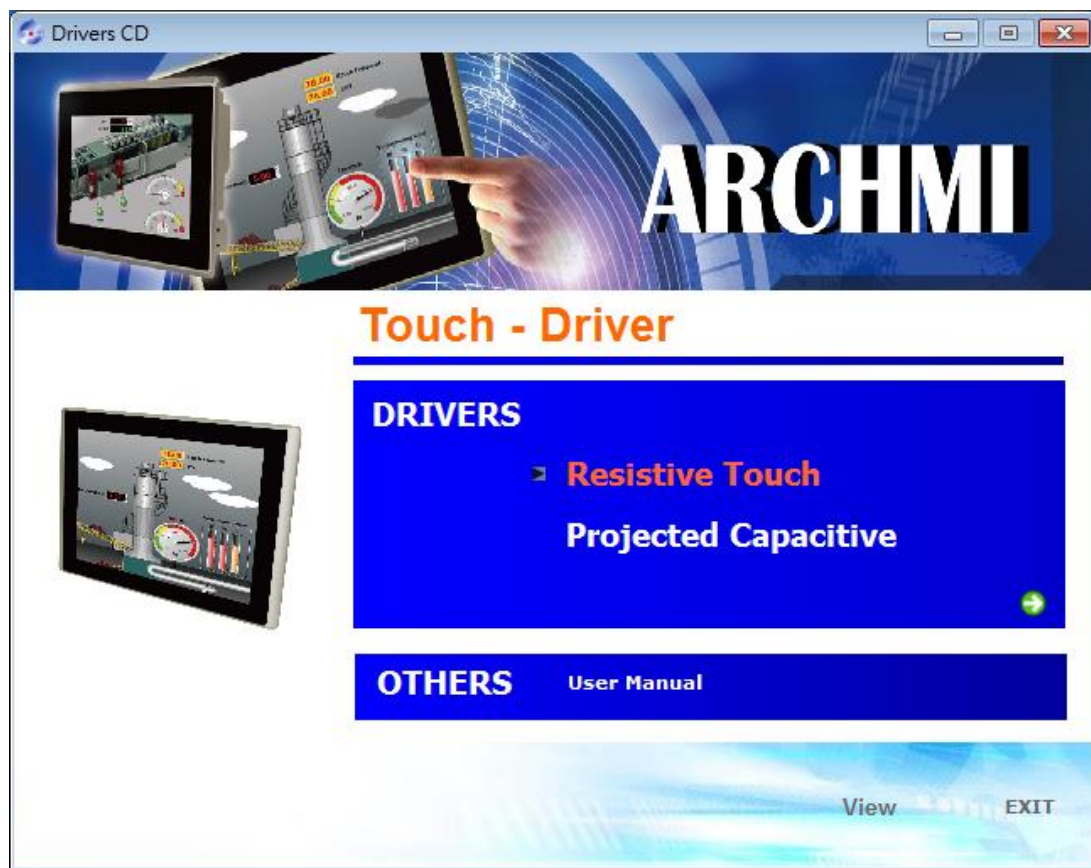 Drivers CD
ARCHMI
Touch - Driver
DRIVERS
Resistive Touch
Projected Capacitive
OTHERS User Manual
View EXIT